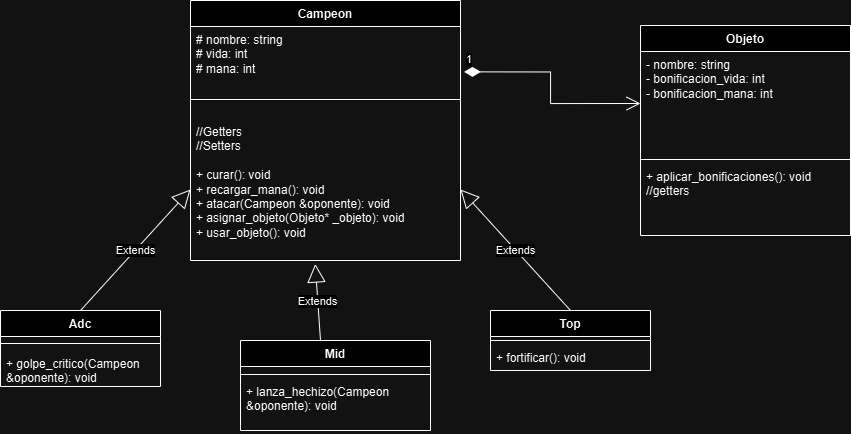 Campeon
# nombre: string
# vida: int
# mana: int
//Getters
//Setters
+ curar(): void
+ recargar_mana(): void
+ atacar(Campeon &oponente): void
+ asignar_objeto(Objeto* _objeto): void
+ usar_objeto(): void
1
Objeto
- nombre: string
- bonificacion_vida: int
- bonificacion_mana: int
+ aplicar_bonificaciones(): void
//getters
Extends
Extends
Extends
Adc
+ golpe_critico(Campeon
&oponente): void
Mid
+ lanza_hechizo(Campeon
&oponente): void
Top
+ fortificar(): void